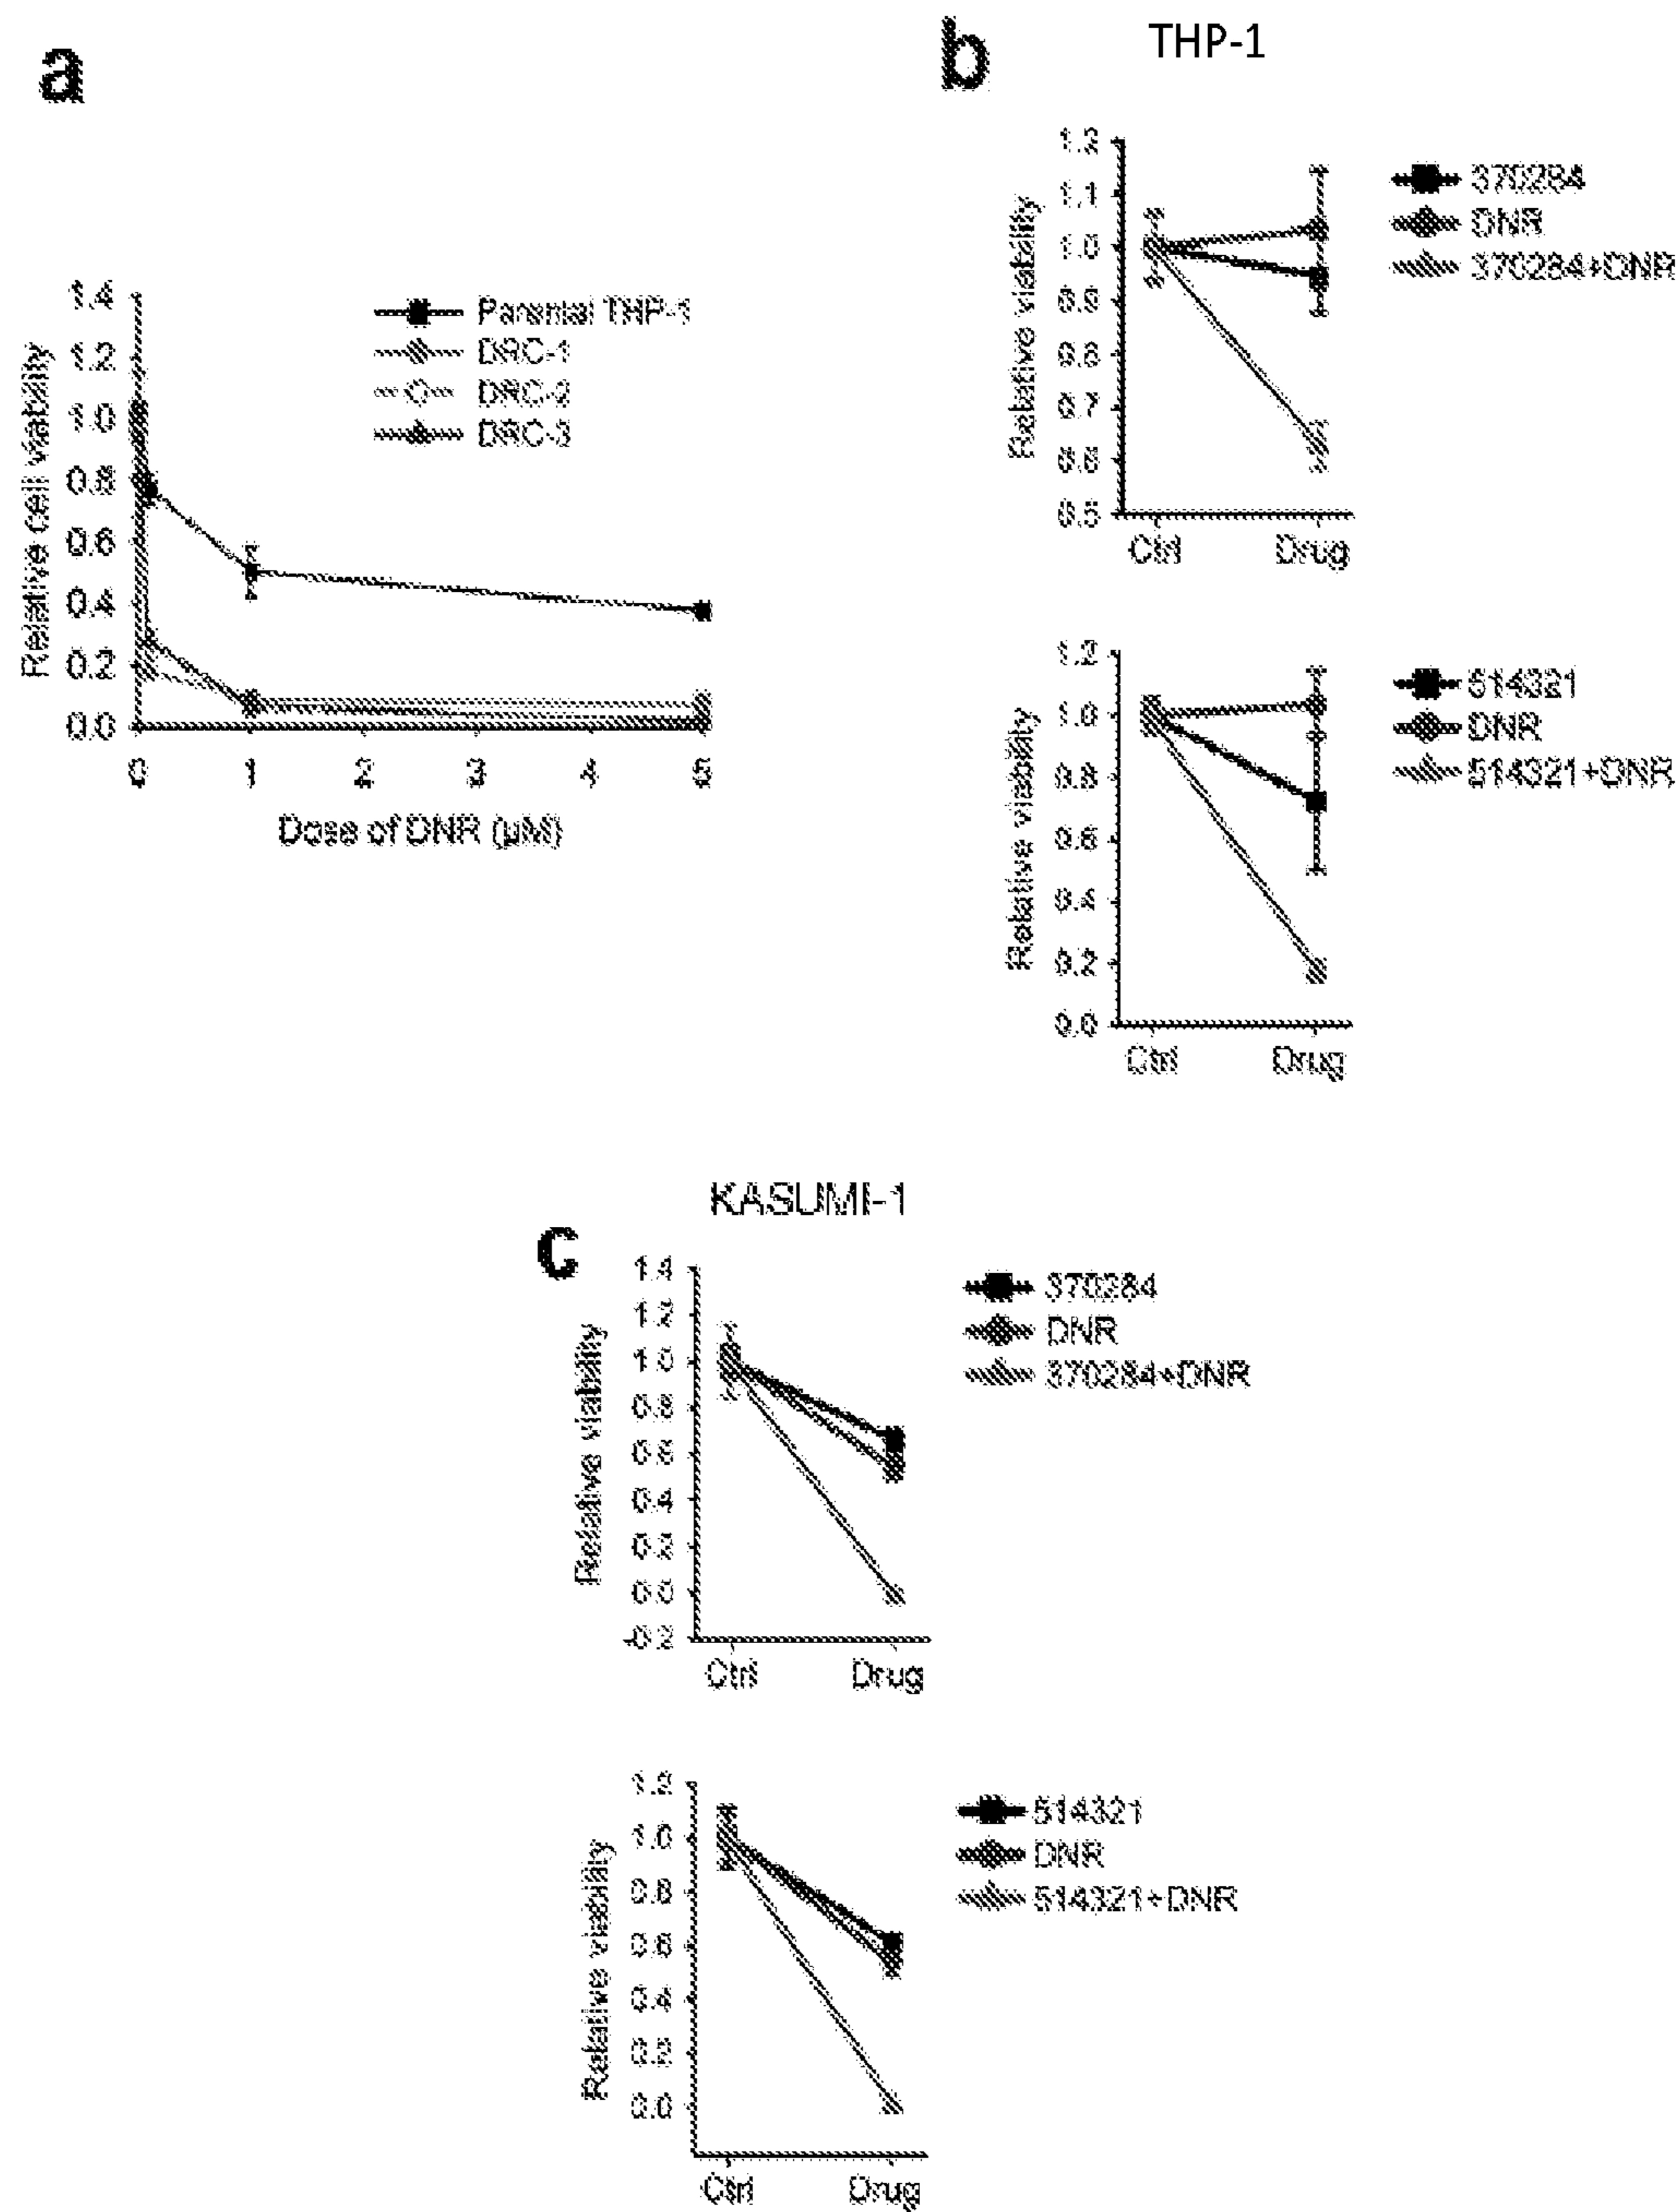 a
1.4
1.2
1.0
0.8
0.6
0.4
0.2
0.0
0 1 2 3 4 5
Relative cell viability
Dose of DNR (µM)
Parental THP-1
DRC-1
DRC-2
DRC-3
b
THP-1
1.2
1.1
1.0
0.9
0.8
0.7
0.6
0.5
Relative viability
Ctrl Drug
370284
DNR
370284+DNR
1.2
1.0
0.8
0.6
0.4
0.2
0.0
Relative viability
Ctrl Drug
514321
DNR
514321+DNR
c
KASUMI-1
1.4
1.2
1.0
0.8
0.6
0.4
0.2
0.0
-0.2
Relative viability
Ctrl Drug
370284
DNR
370284+DNR
1.2
1.0
0.8
0.6
0.4
0.2
0.0
Relative viability
Ctrl Drug
514321
DNR
514321+DNR